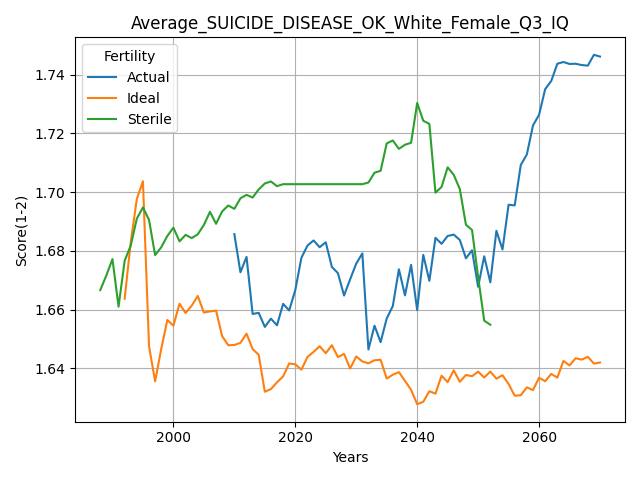 Average_SUICIDE_DISEASE_OK_White_Female_Q3_IQ
Fertility
Actual
Ideal
Sterile
Score(1-2)
1.74
1.72
1.70
1.68
1.66
1.64
2000 2020 2040 2060
Years